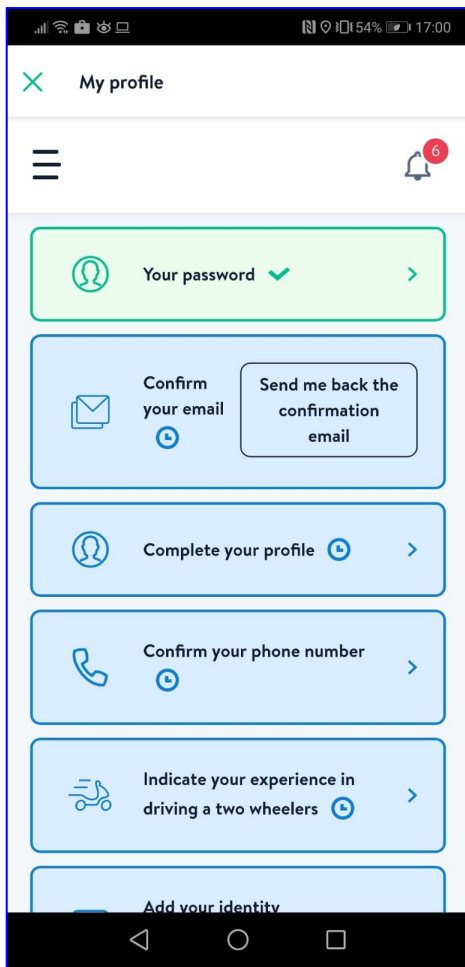 54% 17:00
My profile
6
Your password
Confirm
your email
Send me back the
confirmation
email
Complete your profile
Confirm your phone number
Indicate your experience in
driving a two wheelers
Add your identity